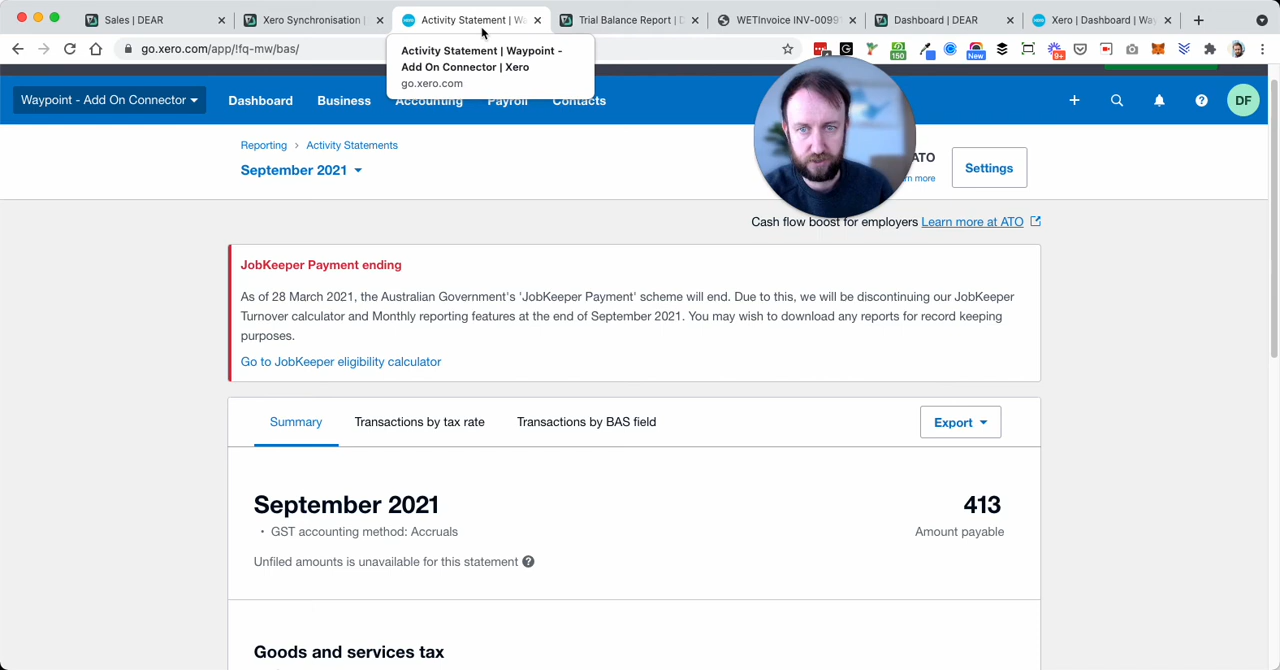 Sales | DEAR
Xero Synchronisation |
Activity Statement | W
Trial Balance Report | D
WETInvoice INV-0099
Dashboard | DEAR
Xero | Dashboard | Way
go.xero.com/app/!fq-mw/bas/
150
New
9+
Activity Statement | Waypoint -
Add On Connector | Xero
go.xero.com
Waypoint - Add On Connector
Dashboard
Business
Accounting
Payroll
Contacts
DF
Reporting › Activity Statements
September 2021
ATO
more
Settings
Cash flow boost for employers Learn more at ATO
JobKeeper Payment ending
As of 28 March 2021, the Australian Government's 'JobKeeper Payment' scheme will end. Due to this, we will be discontinuing our JobKeeper
Turnover calculator and Monthly reporting features at the end of September 2021. You may wish to download any reports for record keeping
purposes.
Go to JobKeeper eligibility calculator
Summary
Transactions by tax rate
Transactions by BAS field
Export
September 2021
413
• GST accounting method: Accruals
Amount payable
Unfiled amounts is unavailable for this statement
Goods and services tax